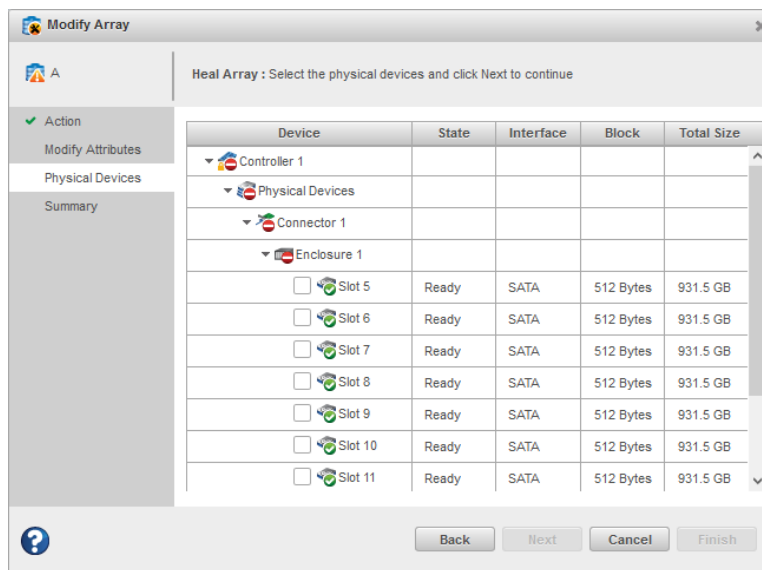 Modify Array
A
Heal Array : Select the physical devices and click Next to continue
Action
Modify Attributes
Physical Devices
Summary
Device State Interface Block Total Size
Controller 1
Physical Devices
Connector 1
Enclosure 1
Slot 5 Ready SATA 512 Bytes 931.5 GB
Slot 6 Ready SATA 512 Bytes 931.5 GB
Slot 7 Ready SATA 512 Bytes 931.5 GB
Slot 8 Ready SATA 512 Bytes 931.5 GB
Slot 9 Ready SATA 512 Bytes 931.5 GB
Slot 10 Ready SATA 512 Bytes 931.5 GB
Slot 11 Ready SATA 512 Bytes 931.5 GB
? Back Next Cancel Finish